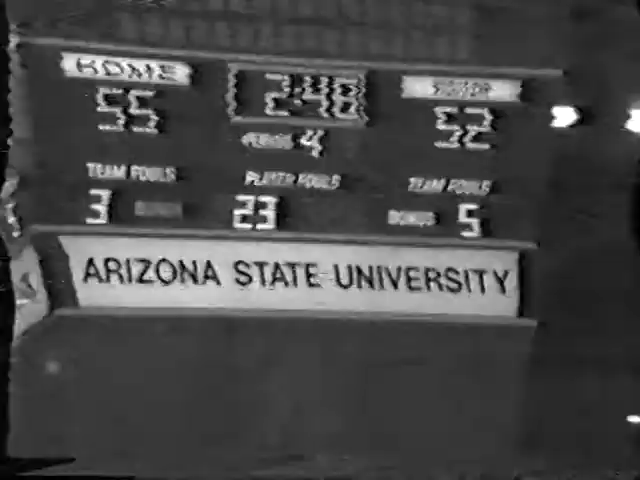 HOME
55 2:48 52
PERIOD 4
TEAM FOULS PLAYER FOULS TEAM FOULS
3 23 BONUS 5
ARIZONA STATE UNIVERSITY